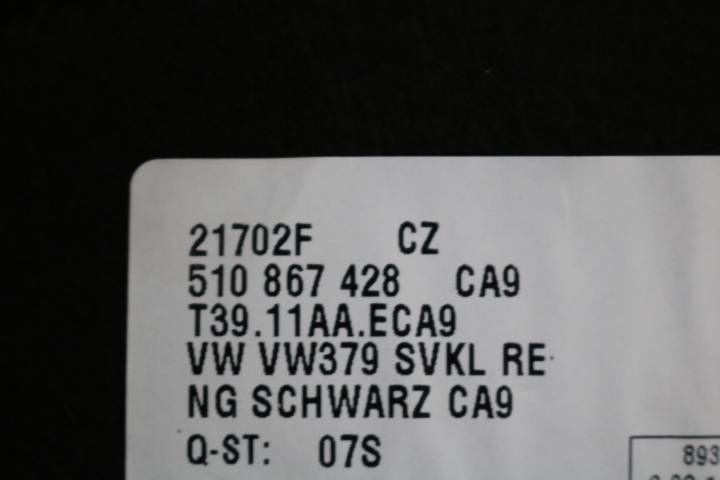 21702F CZ
510 867 428 CA9
T39.11AA.ECA9
VW VW379 SVKL RE
NG SCHWARZ CA9
Q-ST: 07S
893